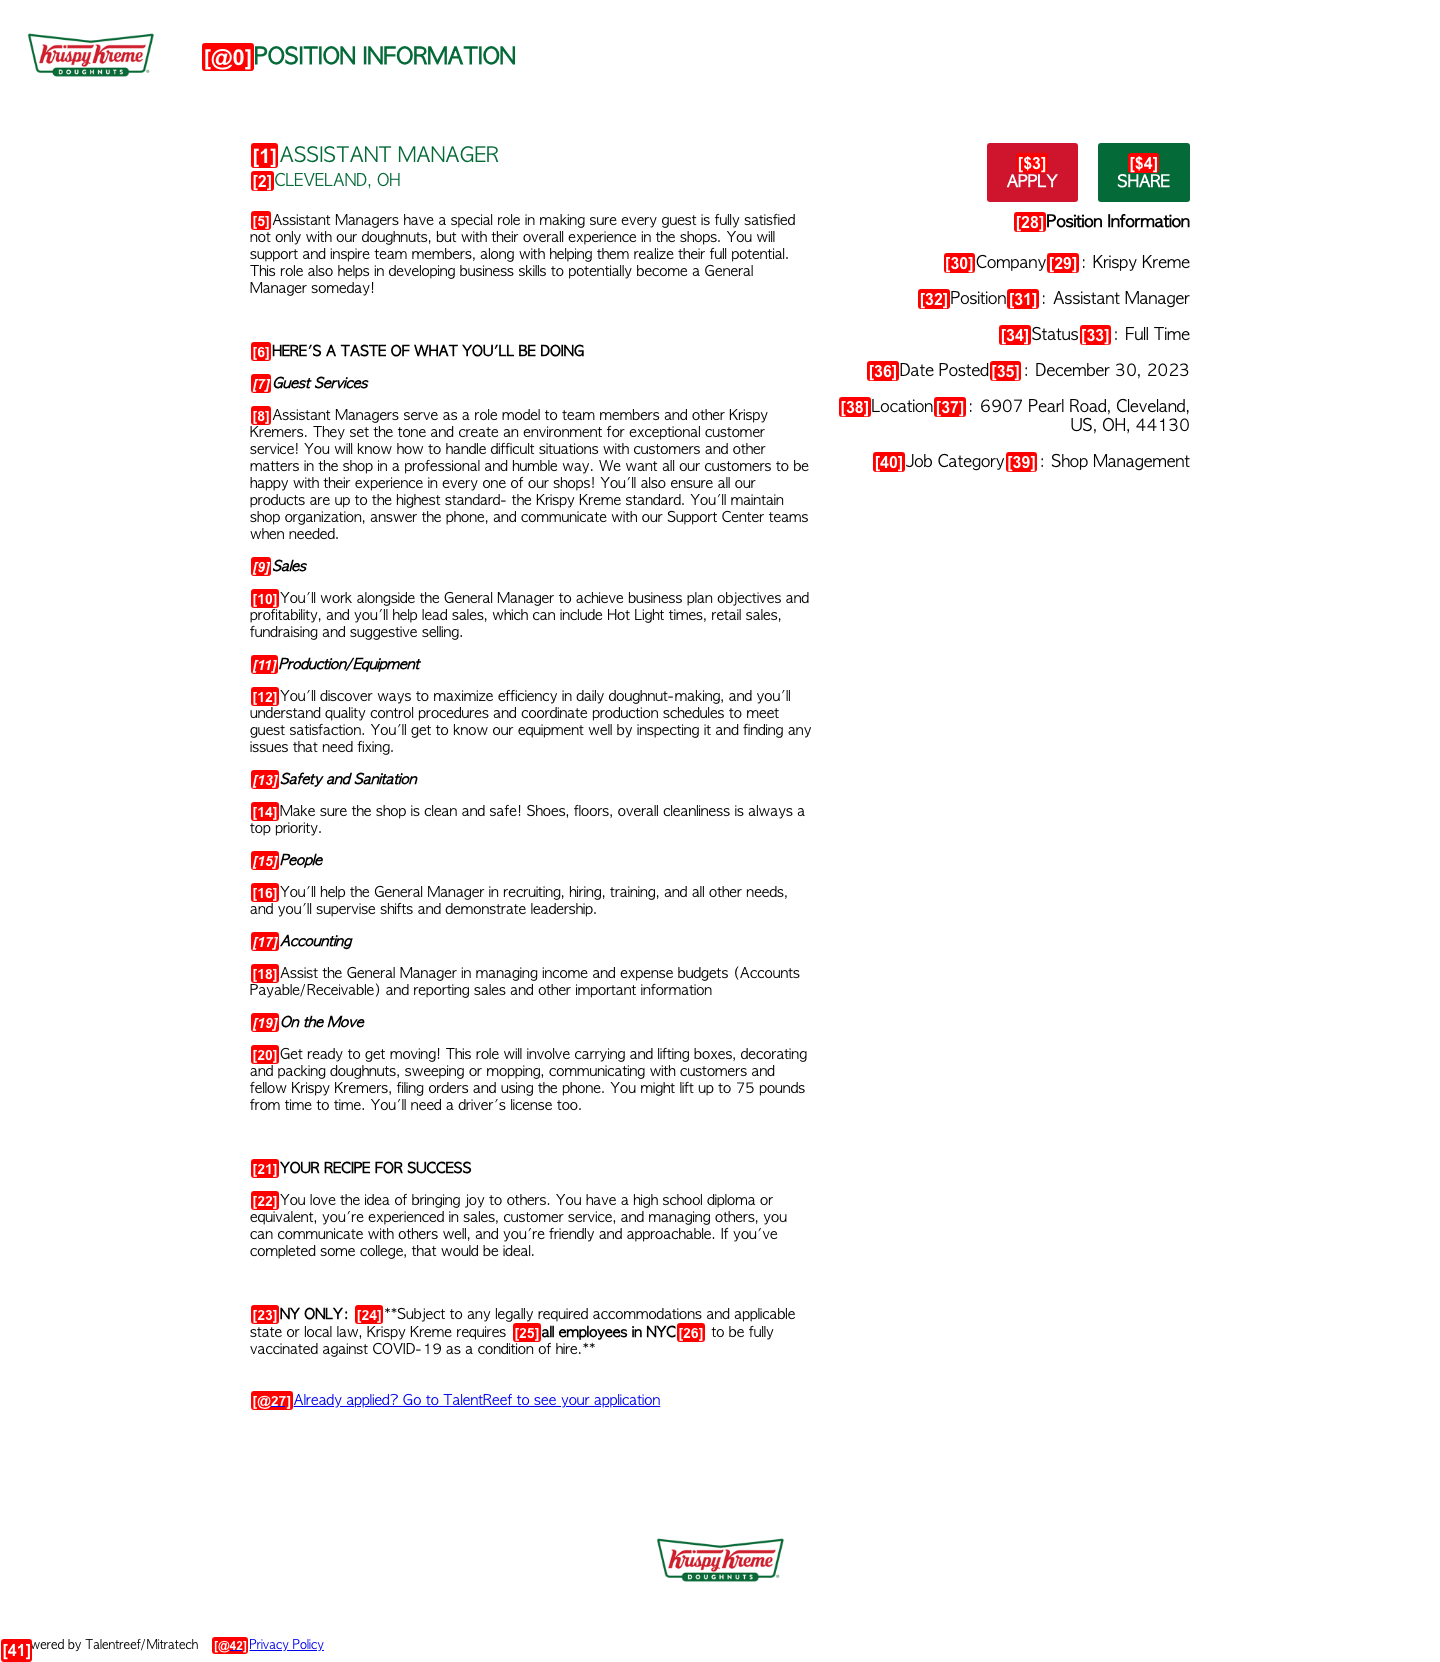 Krispy Kreme
DOUGHNUTS
[@0]POSITION INFORMATION
[1]ASSISTANT MANAGER
[2]CLEVELAND, OH
[$3]
APPLY
[$4]
SHARE
[5]Assistant Managers have a special role in making sure every guest is fully satisfied
not only with our doughnuts, but with their overall experience in the shops. You will
support and inspire team members, along with helping them realize their full potential.
This role also helps in developing business skills to potentially become a General
Manager someday!
[6]HERE'S A TASTE OF WHAT YOU'LL BE DOING
[7]Guest Services
[8]Assistant Managers serve as a role model to team members and other Krispy
Kremers. They set the tone and create an environment for exceptional customer
service! You will know how to handle difficult situations with customers and other
matters in the shop in a professional and humble way. We want all our customers to be
happy with their experience in every one of our shops! You'll also ensure all our
products are up to the highest standard- the Krispy Kreme standard. You'll maintain
shop organization, answer the phone, and communicate with our Support Center teams
when needed.
[9]Sales
[10]You'll work alongside the General Manager to achieve business plan objectives and
profitability, and you'll help lead sales, which can include Hot Light times, retail sales,
fundraising and suggestive selling.
[11]Production/Equipment
[12]You'll discover ways to maximize efficiency in daily doughnut-making, and you'll
understand quality control procedures and coordinate production schedules to meet
guest satisfaction. You'll get to know our equipment well by inspecting it and finding any
issues that need fixing.
[13]Safety and Sanitation
[14]Make sure the shop is clean and safe! Shoes, floors, overall cleanliness is always a
top priority.
[15]People
[16]You'll help the General Manager in recruiting, hiring, training, and all other needs,
and you'll supervise shifts and demonstrate leadership.
[17]Accounting
[18]Assist the General Manager in managing income and expense budgets (Accounts
Payable/Receivable) and reporting sales and other important information
[19]On the Move
[20]Get ready to get moving! This role will involve carrying and lifting boxes, decorating
and packing doughnuts, sweeping or mopping, communicating with customers and
fellow Krispy Kremers, filing orders and using the phone. You might lift up to 75 pounds
from time to time. You'll need a driver's license too.
[21]YOUR RECIPE FOR SUCCESS
[22]You love the idea of bringing joy to others. You have a high school diploma or
equivalent, you're experienced in sales, customer service, and managing others, you
can communicate with others well, and you're friendly and approachable. If you've
completed some college, that would be ideal.
[23]NY ONLY: [24]**Subject to any legally required accommodations and applicable
state or local law, Krispy Kreme requires [25]all employees in NYC[26] to be fully
vaccinated against COVID-19 as a condition of hire.**
[@27]Already applied? Go to TalentReef to see your application
[28]Position Information
[30]Company[29]: Krispy Kreme
[32]Position[31]: Assistant Manager
[34]Status[33]: Full Time
[36]Date Posted[35]: December 30, 2023
[38]Location[37]: 6907 Pearl Road, Cleveland,
US, OH, 44130
[40]Job Category[39]: Shop Management
Krispy Kreme
DOUGHNUTS
[41]wered by Talentreef/Mitratech [@42]Privacy Policy